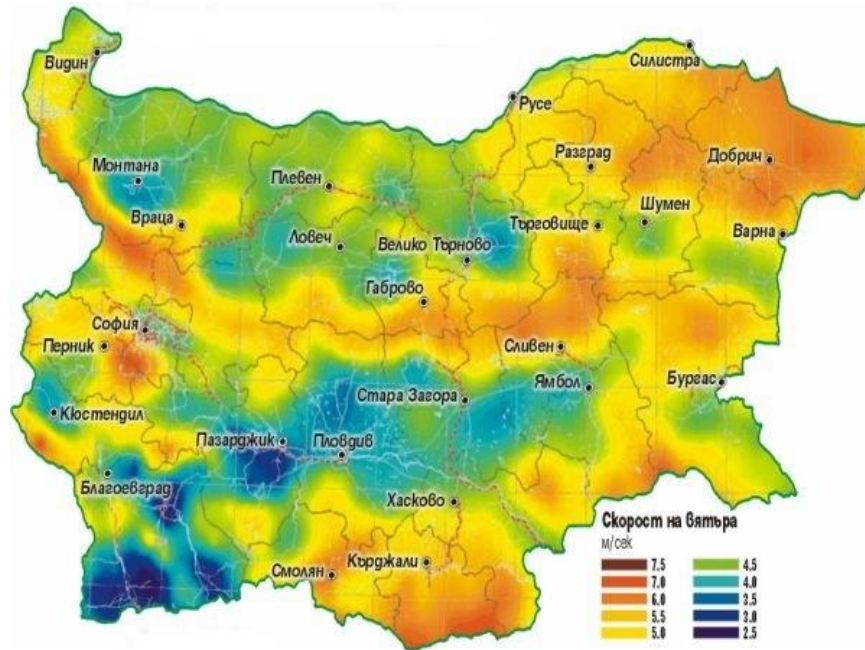 Видин
Силистра
Русе
Монтана
Плевен
Разград
Добрич
Враца
Ловеч
Велико Търново
Търговище
Шумен
Варна
Габрово
София
Перник
Сливен
Бургас
Кюстендил
Стара Загора
Ямбол
Пазарджик
Пловдив
Благоевград
Хасково
Смолян
Кърджали
Скорост на вятъра
м/сек
7.5 4.5
7.0 4.0
6.0 3.5
5.5 3.0
5.0 2.5